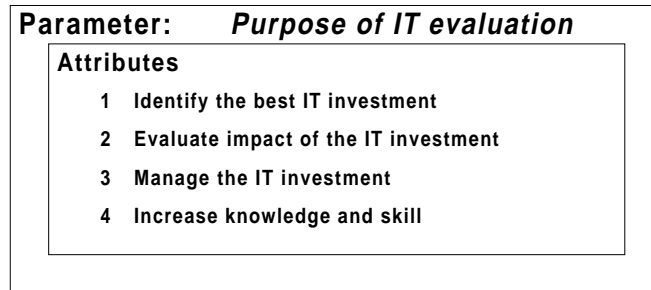 Parameter: Purpose of IT evaluation
Attributes
1 Identify the best IT investment
2 Evaluate impact of the IT investment
3 Manage the IT investment
4 Increase knowledge and skill